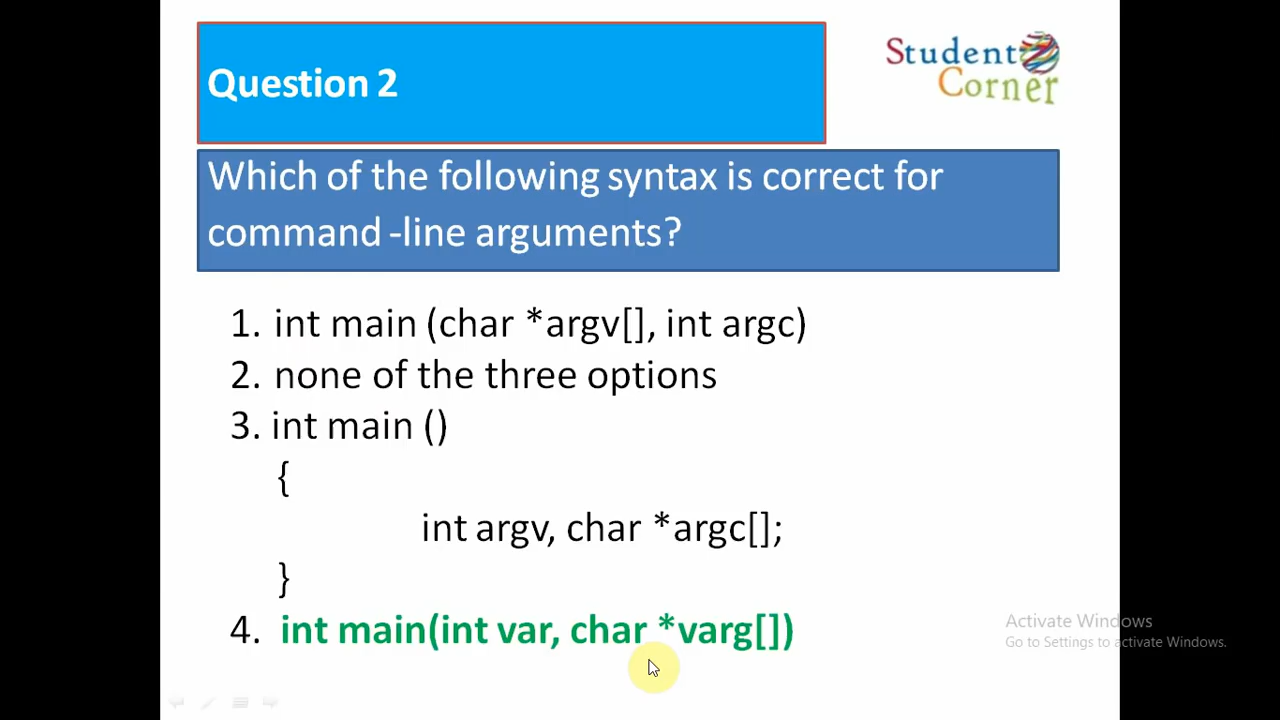 Question 2
Student
Corner
Which of the following syntax is correct for
command -line arguments?
1. int main (char *argv[], int argc)
2. none of the three options
3. int main ()
{
int argv, char *argc[];
}
4. int main(int var, char *varg[])
Activate Windows
Go to Settings to activate Windows.